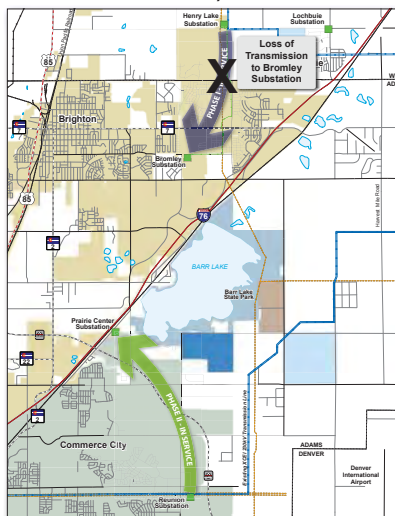 Henry Lake
Substation
Lochbuie
Substation
Loss of
Transmission
to Bromley
Substation
85
Brighton
7
7
Bromley
Substation
85
76
2
BARR LAKE
Barr Lake
State Park
Harvest Mile Road
Prairie Center
Substation
22
2
PHASE II - IN SERVICE
Commerce City
Existing XCEL 230kV Transmission Line
ADAMS
DENVER
Denver
International
Airport
Reunion
Substation